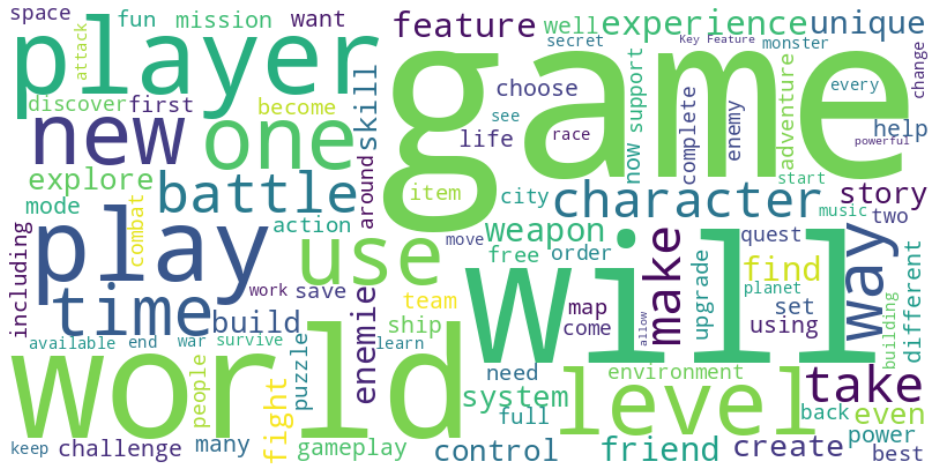 space
fun
mission
want
feature
well
experience
unique
player
attack
secret
Key Feature
monster
game
discover
first
become
skill
choose
now support
complete
enemy
adventure
every
change
new
one
see
life
race
help
powerful
explore
battle
around
item
city
character
start
story
mode
combat
action
move
weapon
music
two
play
use
free
order
make
quest
way
different
including
time
work
save
team
will
map
upgrade
find
planet
set
building
build
enemie
ship
come
allow
using
available
end
war
survive
learn
world
people
puzzle
need
environment
fight
system
level
take
full
back
even
keep
challenge
many
gameplay
control
friend
create
power
best